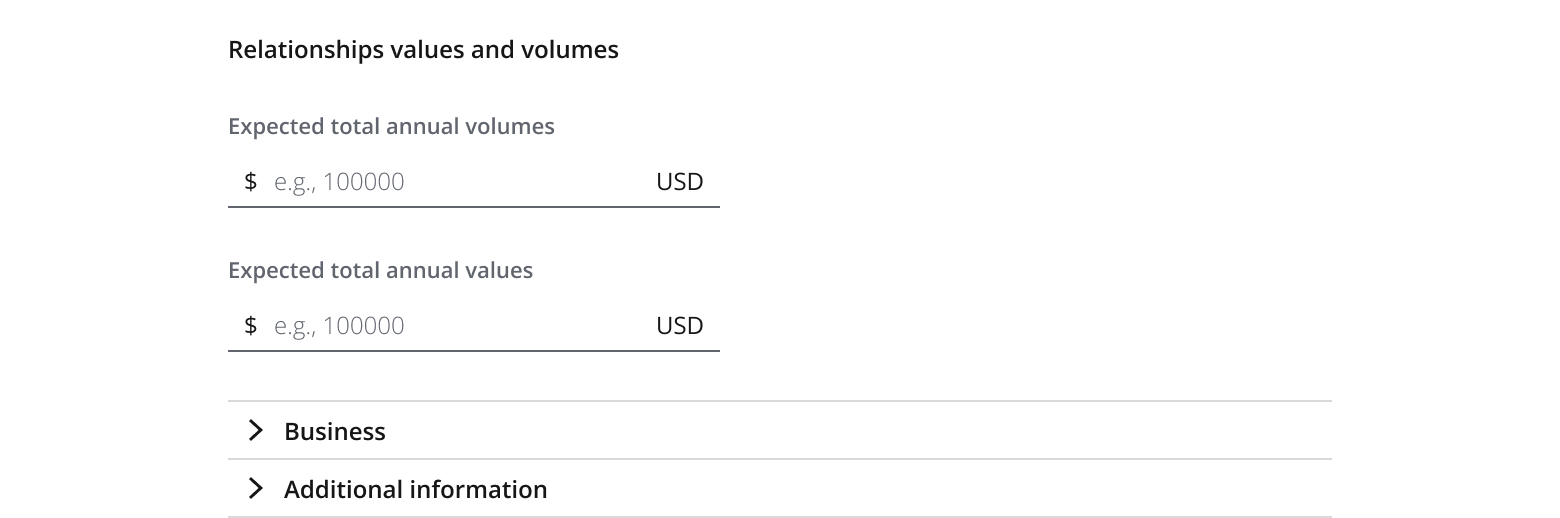 Relationships values and volumes
Expected total annual volumes
$ e.g., 100000 USD
Expected total annual values
$ e.g., 100000 USD
Business
Additional information